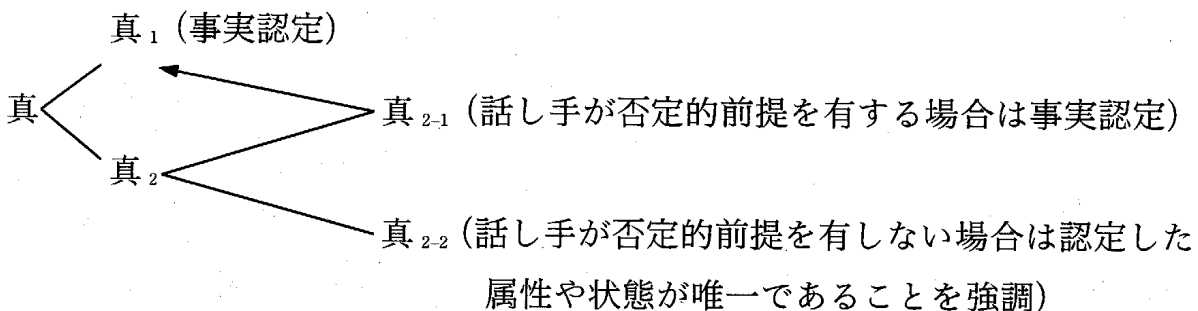 真₁（事実認定）
真
真₂₋₁（話し手が否定的前提を有する場合は事実認定）
真₂
真₂₋₂（話し手が否定的前提を有しない場合は認定した
属性や状態が唯一であることを強調）